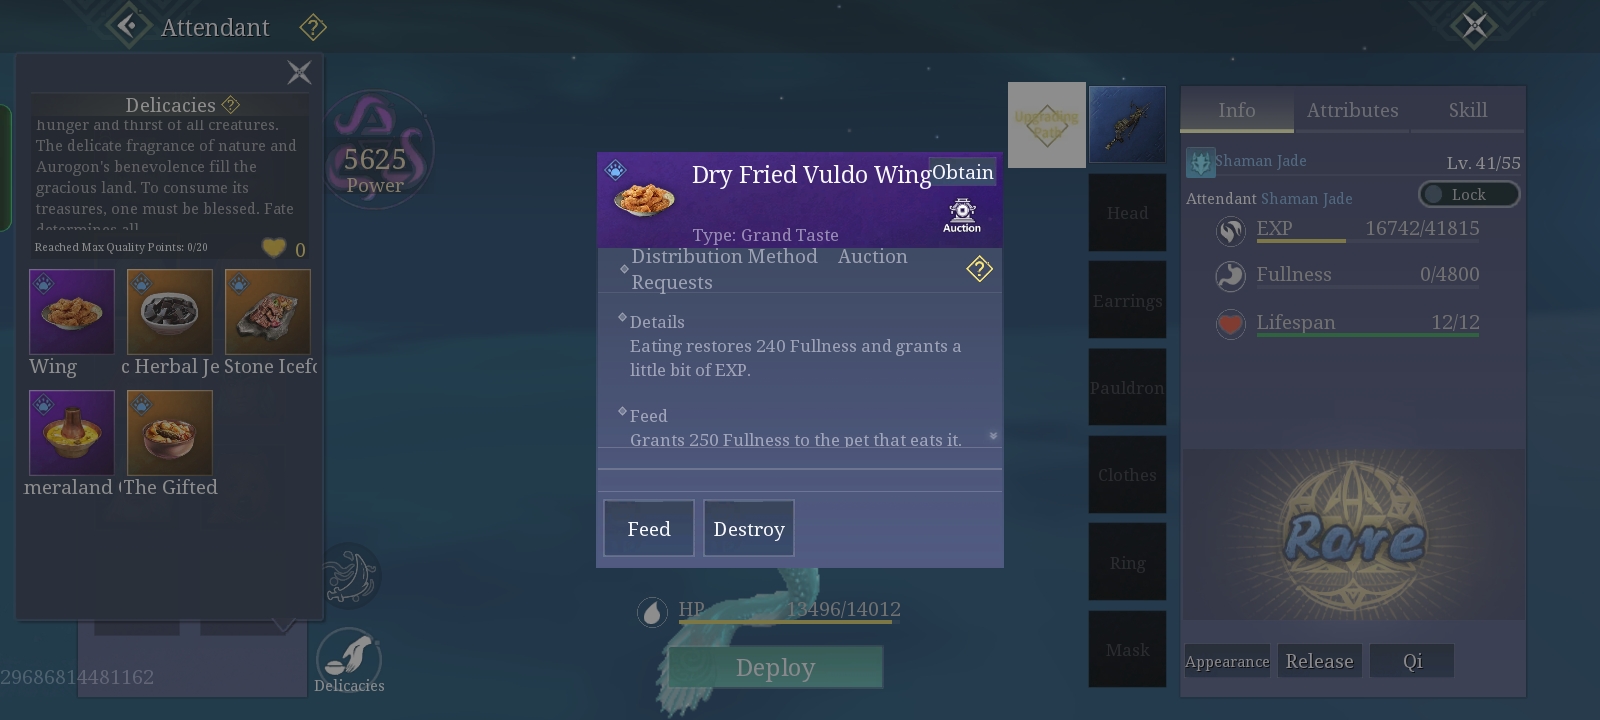 Attendant
Delicacies
hunger and thirst of all creatures.
The delicate fragrance of nature and
Aurogon's benevolence fill the
gracious land. To consume its
treasures, one must be blessed. Fate
determines all
Reached Max Quality Points: 0/20
0
Wing
c Herbal Je
Stone Icefo
meraland
The Gifted
5625
Power
Delicacies
29686814481162
Dry Fried Vuldo Wing
Obtain
Auction
Type: Grand Taste
Distribution Method Auction
Requests
Details
Eating restores 240 Fullness and grants a
little bit of EXP.
Feed
Grants 250 Fullness to the pet that eats it.
Feed
Destroy
HP
13496/14012
Deploy
Upgrading
Path
Head
Earrings
Pauldron
Clothes
Ring
Mask
Info
Attributes
Skill
Shaman Jade
Lv. 41/55
Attendant Shaman Jade
Lock
EXP
16742/41815
Fullness
0/4800
Lifespan
12/12
Rare
Appearance
Release
Qi